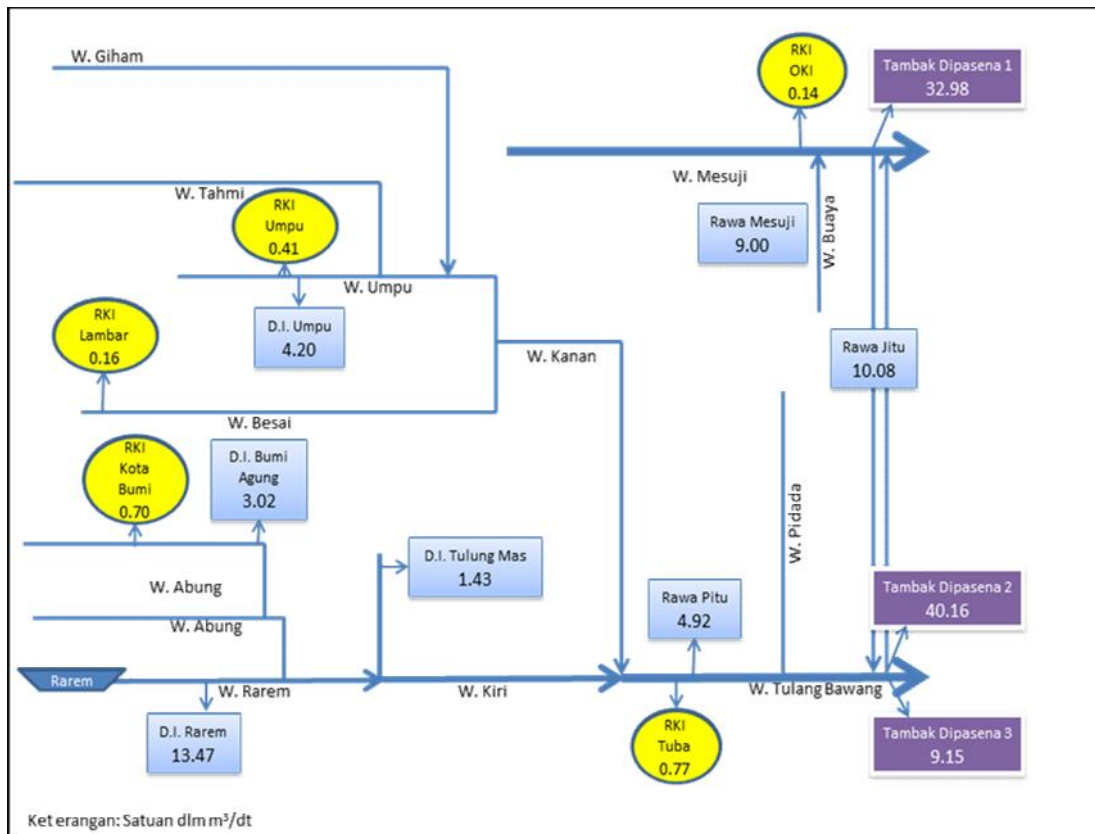 W. Giham
RKI
OKI
0.14
Tambak Dipasena 1
32.98
W. Tahmi
W. Mesuji
RKI
Umpu
0.41
Rawa Mesuji
9.00
W. Buaya
W. Umpu
RKI
Lambar
0.16
D.I. Umpu
4.20
W. Kanan
Rawa Jitu
10.08
W. Besai
RKI
Kota
Bumi
0.70
D.I. Bumi
Agung
3.02
W. Pidada
D.I. Tulung Mas
1.43
W. Abung
Rawa Pitu
4.92
Tambak Dipasena 2
40.16
W. Abung
Rarem
W. Rarem
W. Kiri
W. Tulang Bawang
D.I. Rarem
13.47
RKI
Tuba
0.77
Tambak Dipasena 3
9.15
Keterangan: Satuan dlm m³/dt